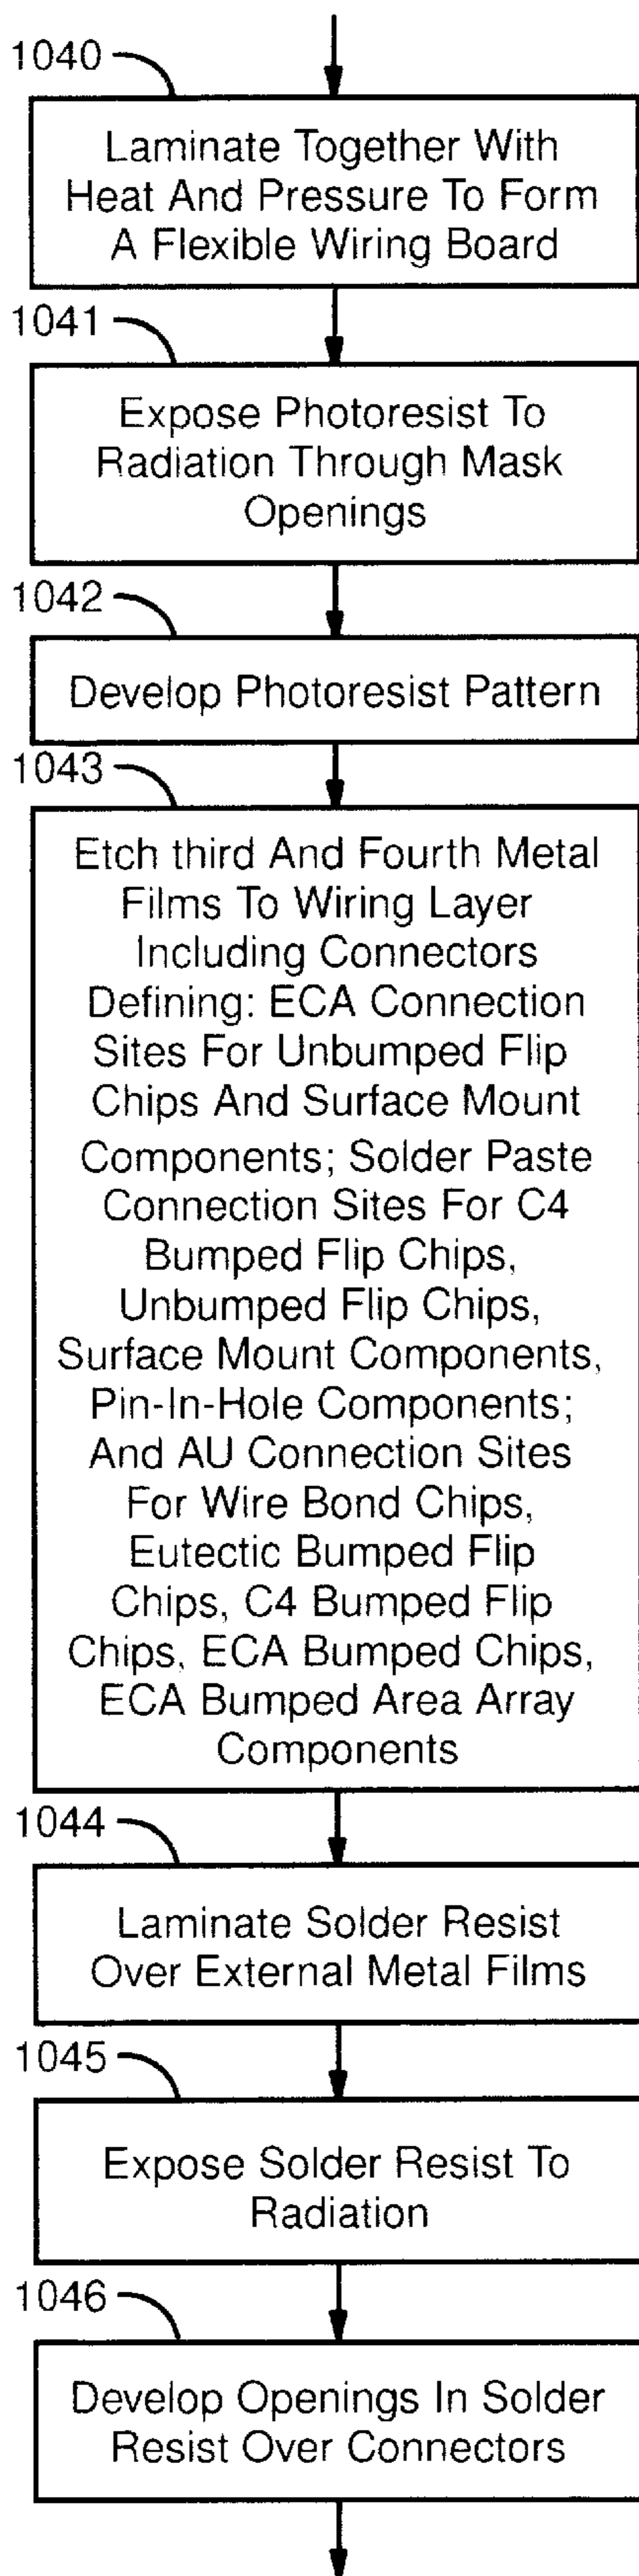 1040
Laminate Together With
Heat And Pressure To Form
A Flexible Wiring Board
1041
Expose Photoresist To
Radiation Through Mask
Openings
1042
Develop Photoresist Pattern
1043
Etch third And Fourth Metal
Films To Wiring Layer
Including Connectors
Defining: ECA Connection
Sites For Unbumped Flip
Chips And Surface Mount
Components; Solder Paste
Connection Sites For C4
Bumped Flip Chips,
Unbumped Flip Chips,
Surface Mount Components,
Pin-In-Hole Components;
And AU Connection Sites
For Wire Bond Chips,
Eutectic Bumped Flip
Chips, C4 Bumped Flip
Chips, ECA Bumped Chips,
ECA Bumped Area Array
Components
1044
Laminate Solder Resist
Over External Metal Films
1045
Expose Solder Resist To
Radiation
1046
Develop Openings In Solder
Resist Over Connectors